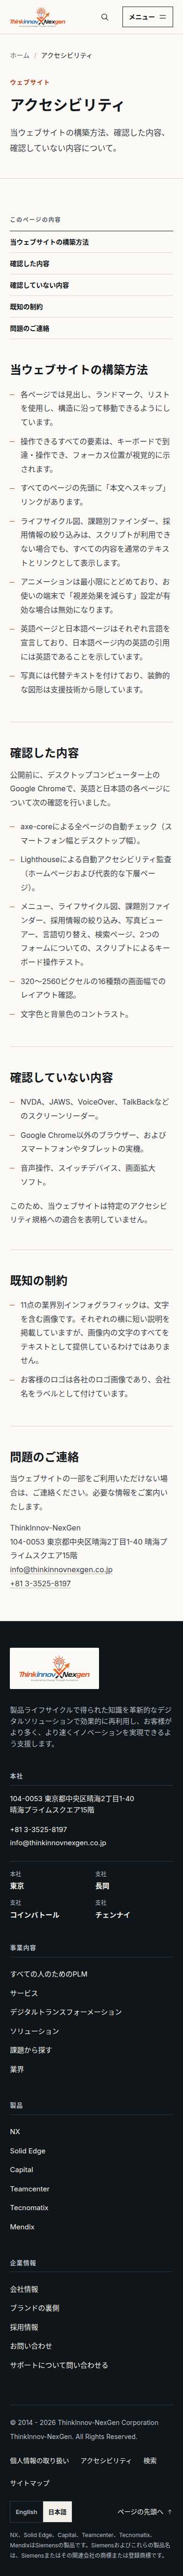 ThinkInnovNexgen
メニュー
ホーム / アクセシビリティ
ウェブサイト
アクセシビリティ
当ウェブサイトの構築方法、確認した内容、
確認していない内容について。
このページの内容
当ウェブサイトの構築方法
確認した内容
確認していない内容
既知の制約
問題のご連絡
当ウェブサイトの構築方法
各ページでは見出し、ランドマーク、リスト
を使用し、構造に沿って移動できるようにし
ています。
操作できるすべての要素は、キーボードで到
達・操作でき、フォーカス位置が視覚的に示
されます。
すべてのページの先頭に「本文へスキップ」
リンクがあります。
ライフサイクル図、課題別ファインダー、採
用情報の絞り込みは、スクリプトが利用でき
ない場合でも、すべての内容を通常のテキス
トとリンクとして表示します。
アニメーションは最小限にとどめており、お
使いの端末で「視差効果を減らす」設定が有
効な場合は無効になります。
英語ページと日本語ページはそれぞれ言語を
宣言しており、日本語ページ内の英語の引用
には英語であることを示しています。
写真には代替テキストを付けており、装飾的
な図形は支援技術から隠しています。
確認した内容
公開前に、デスクトップコンピューター上の
Google Chromeで、英語と日本語の各ページに
ついて次の確認を行いました。
axe-coreによる全ページの自動チェック（ス
マートフォン幅とデスクトップ幅）。
Lighthouseによる自動アクセシビリティ監査
（ホームページおよび代表的な下層ペー
ジ）。
メニュー、ライフサイクル図、課題別ファイ
ンダー、採用情報の絞り込み、写真ビュー
アー、言語切り替え、検索ページ、2つの
フォームについての、スクリプトによるキー
ボード操作テスト。
320〜2560ピクセルの16種類の画面幅での
レイアウト確認。
文字色と背景色のコントラスト。
確認していない内容
NVDA、JAWS、VoiceOver、TalkBackなど
のスクリーンリーダー。
Google Chrome以外のブラウザー、および
スマートフォンやタブレットの実機。
音声操作、スイッチデバイス、画面拡大
ソフト。
このため、当ウェブサイトは特定のアクセシビ
リティ規格への適合を表明していません。
既知の制約
11点の業界別インフォグラフィックは、文字
を含む画像です。それぞれの横に短い説明を
掲載していますが、画像内の文字のすべてを
テキストとして提供しているわけではありま
せん。
お客様のロゴは各社のロゴ画像であり、会社
名をラベルとして付けています。
問題のご連絡
当ウェブサイトの一部をご利用いただけない場
合は、ご連絡ください。必要な情報をご案内い
たします。
ThinkInnov-NexGen
104-0053 東京都中央区晴海2丁目1-40 晴海プ
ライムスクエア15階
info@thinkinnovnexgen.co.jp
+81 3-3525-8197
ThinkInnovNexgen
製品ライフサイクルで得られた知識を革新的なデジ
タルソリューションで効果的に再利用し、お客様が
より多く、より速くイノベーションを実現できるよ
う支援します。
本社
104-0053 東京都中央区晴海2丁目1-40
晴海プライムスクエア15階
+81 3-3525-8197
info@thinkinnovnexgen.co.jp
本社 支社
東京 長岡
支社 支社
コインバトール チェンナイ
事業内容
すべての人のためのPLM
サービス
デジタルトランスフォーメーション
ソリューション
課題から探す
業界
製品
NX
Solid Edge
Capital
Teamcenter
Tecnomatix
Mendix
企業情報
会社情報
ブランドの裏側
採用情報
お問い合わせ
サポートについて問い合わせる
© 2014 - 2026 ThinkInnov-NexGen Corporation
ThinkInnov-NexGen. All Rights Reserved.
個人情報の取り扱い アクセシビリティ 検索
サイトマップ
English 日本語 ページの先頭へ ↑
NX、Solid Edge、Capital、Teamcenter、Tecnomatix、
MendixはSiemensの製品です。Siemensおよびこれらの製品名
は、Siemensまたはその関連会社の商標または登録商標です。